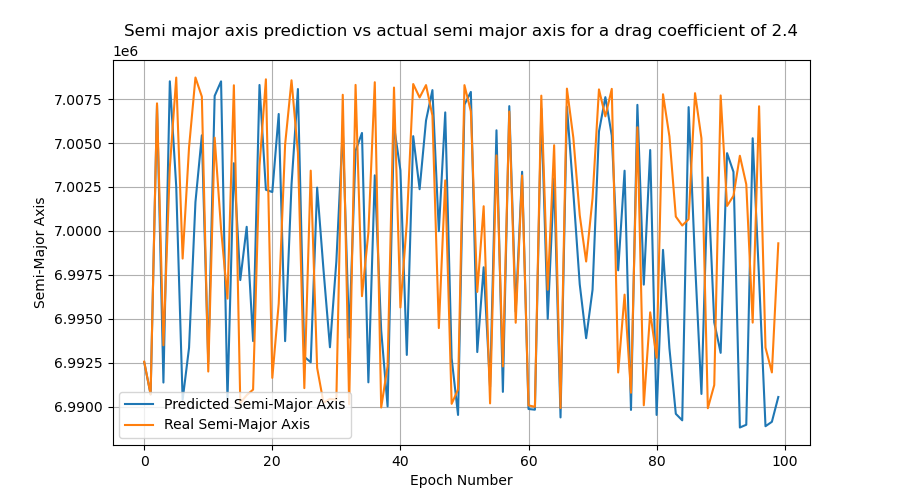 Semi major axis prediction vs actual semi major axis for a drag coefficient of 2.4
1e6
7.0075
7.0050
7.0025
7.0000
6.9975
6.9950
6.9925
6.9900
Semi-Major Axis
Predicted Semi-Major Axis
Real Semi-Major Axis
0 20 40 60 80 100
Epoch Number